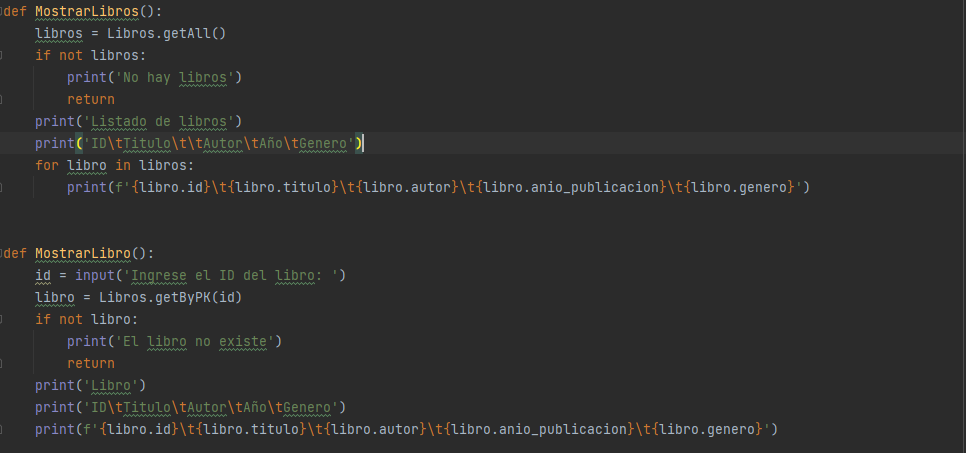 def MostrarLibros():
    libros = Libros.getAll()
    if not libros:
        print('No hay libros')
        return
    print('Listado de libros')
    print('ID\tTitulo\t\tAutor\tAño\tGenero')
    for libro in libros:
        print(f'{libro.id}\t{libro.titulo}\t{libro.autor}\t{libro.anio_publicacion}\t{libro.genero}')
def MostrarLibro():
    id = input('Ingrese el ID del libro: ')
    libro = Libros.getByPK(id)
    if not libro:
        print('El libro no existe')
        return
    print('Libro')
    print('ID\tTitulo\tAutor\tAño\tGenero')
    print(f'{libro.id}\t{libro.titulo}\t{libro.autor}\t{libro.anio_publicacion}\t{libro.genero}')